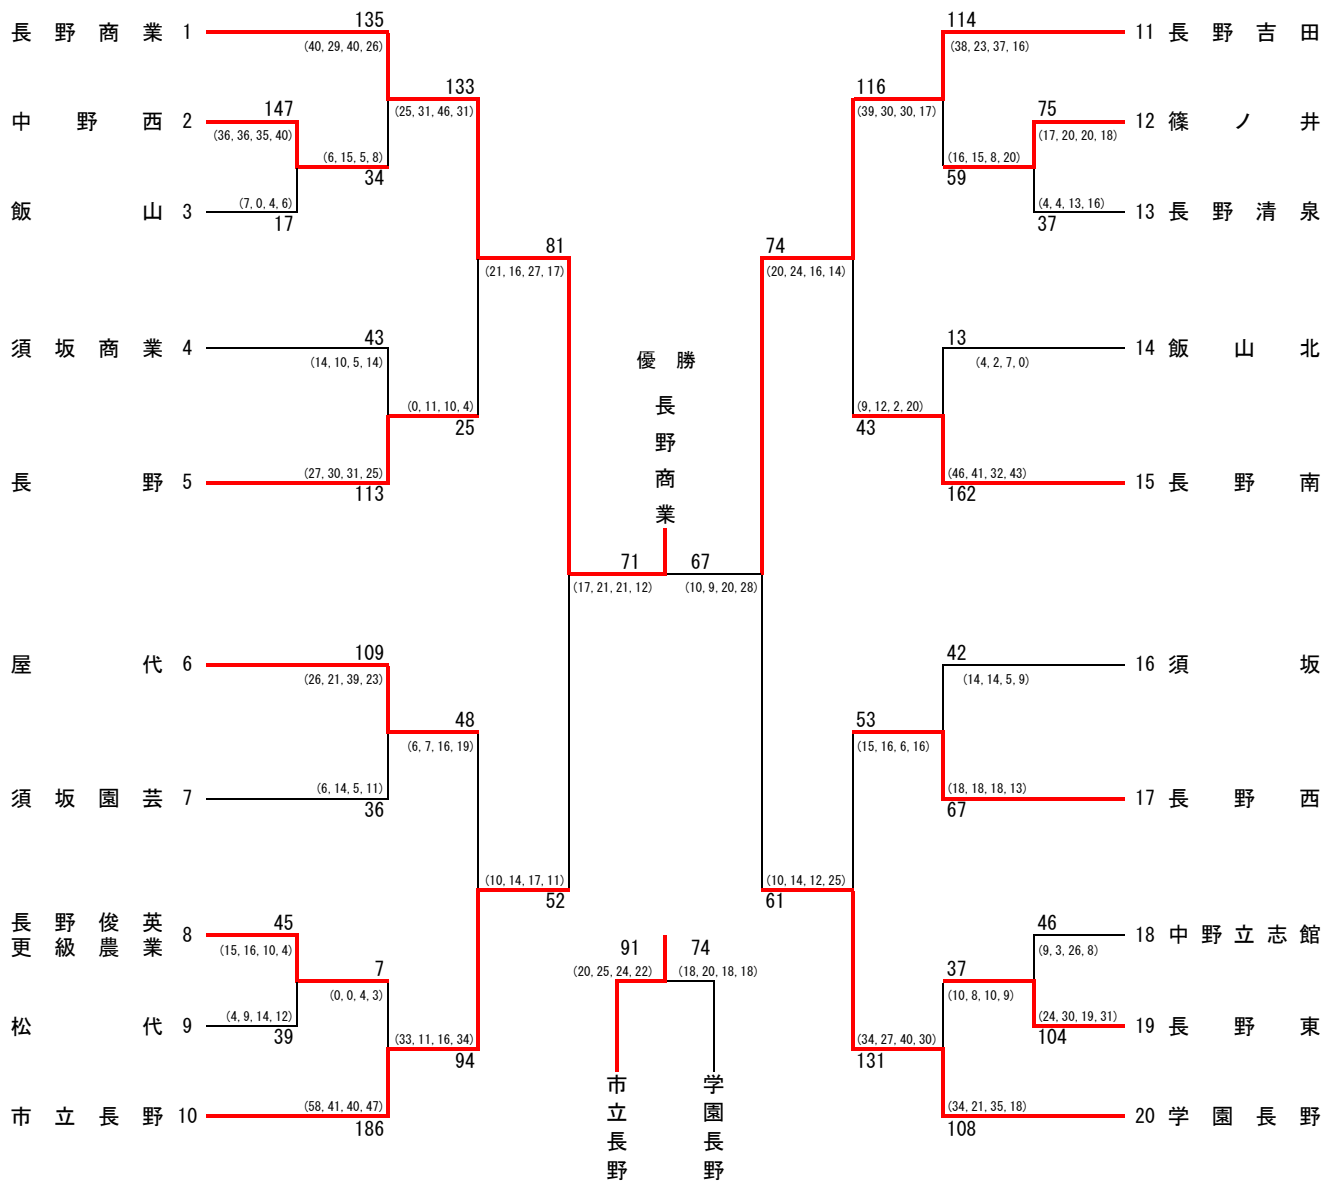 長野商業 1
135
(40, 29, 40, 26)
中野西 2
147
(36, 36, 35, 40)
飯山 3
(7, 0, 4, 6)
17
(6, 15, 5, 8)
34
133
(25, 31, 46, 31)
須坂商業 4
43
(14, 10, 5, 14)
長野 5
(27, 30, 31, 25)
113
(0, 11, 10, 4)
25
81
(21, 16, 27, 17)
屋代 6
109
(26, 21, 39, 23)
須坂園芸 7
(6, 14, 5, 11)
36
48
(6, 7, 16, 19)
長野俊英
更級農業 8
45
(15, 16, 10, 4)
松代 9
(4, 9, 14, 12)
39
7
(0, 0, 4, 3)
市立長野 10
(58, 41, 40, 47)
186
(33, 11, 16, 34)
94
(10, 14, 17, 11)
52
優勝
長野商業
71
(17, 21, 21, 12)
67
(10, 9, 20, 28)
91
(20, 25, 24, 22)
74
(18, 20, 18, 18)
市立長野
学園長野
114
(38, 23, 37, 16)
11 長野吉田
75
(17, 20, 20, 18)
12 篠ノ井
(4, 4, 13, 16)
37
13 長野清泉
(16, 15, 8, 20)
59
116
(39, 30, 30, 17)
13
(4, 2, 7, 0)
14 飯山北
(46, 41, 32, 43)
162
15 長野南
(9, 12, 2, 20)
43
74
(20, 24, 16, 14)
42
(14, 14, 5, 9)
16 須坂
(18, 18, 18, 13)
67
17 長野西
53
(15, 16, 6, 16)
46
(9, 3, 26, 8)
18 中野立志館
(24, 30, 19, 31)
104
19 長野東
37
(10, 8, 10, 9)
(34, 21, 35, 18)
108
20 学園長野
(34, 27, 40, 30)
131
(10, 14, 12, 25)
61